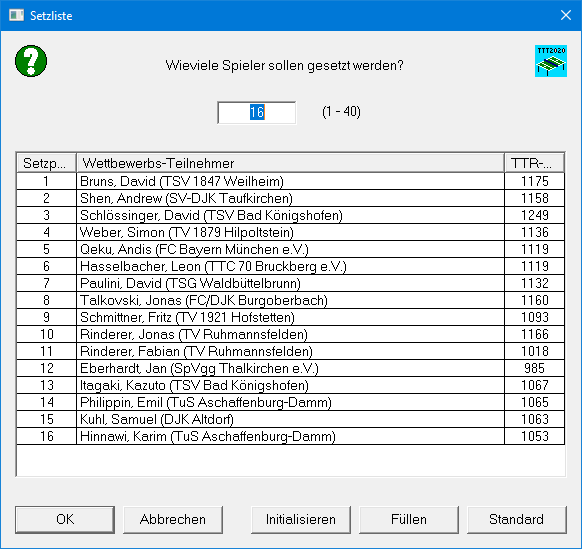 Setzliste
?
TTT2020
Wieviele Spieler sollen gesetzt werden?
16 (1 - 40)
Setzp... Wettbewerbs-Teilnehmer TTR-...
1 Bruns, David (TSV 1847 Weilheim) 1175
2 Shen, Andrew (SV-DJK Taufkirchen) 1158
3 Schlössinger, David (TSV Bad Königshofen) 1249
4 Weber, Simon (TV 1879 Hilpoltstein) 1136
5 Qeku, Andis (FC Bayern München e.V.) 1119
6 Hasselbacher, Leon (TTC 70 Bruckberg e.V.) 1119
7 Paulini, David (TSG Waldbüttelbrunn) 1132
8 Talkovski, Jonas (FC/DJK Burgoberbach) 1160
9 Schmittner, Fritz (TV 1921 Hofstetten) 1093
10 Rinderer, Jonas (TV Ruhmannsfelden) 1166
11 Rinderer, Fabian (TV Ruhmannsfelden) 1018
12 Eberhardt, Jan (SpVgg Thalkirchen e.V.) 985
13 Itagaki, Kazuto (TSV Bad Königshofen) 1067
14 Philippin, Emil (TuS Aschaffenburg-Damm) 1065
15 Kuhl, Samuel (DJK Altdorf) 1063
16 Hinnawi, Karim (TuS Aschaffenburg-Damm) 1053
OK Abbrechen Initialisieren Füllen Standard